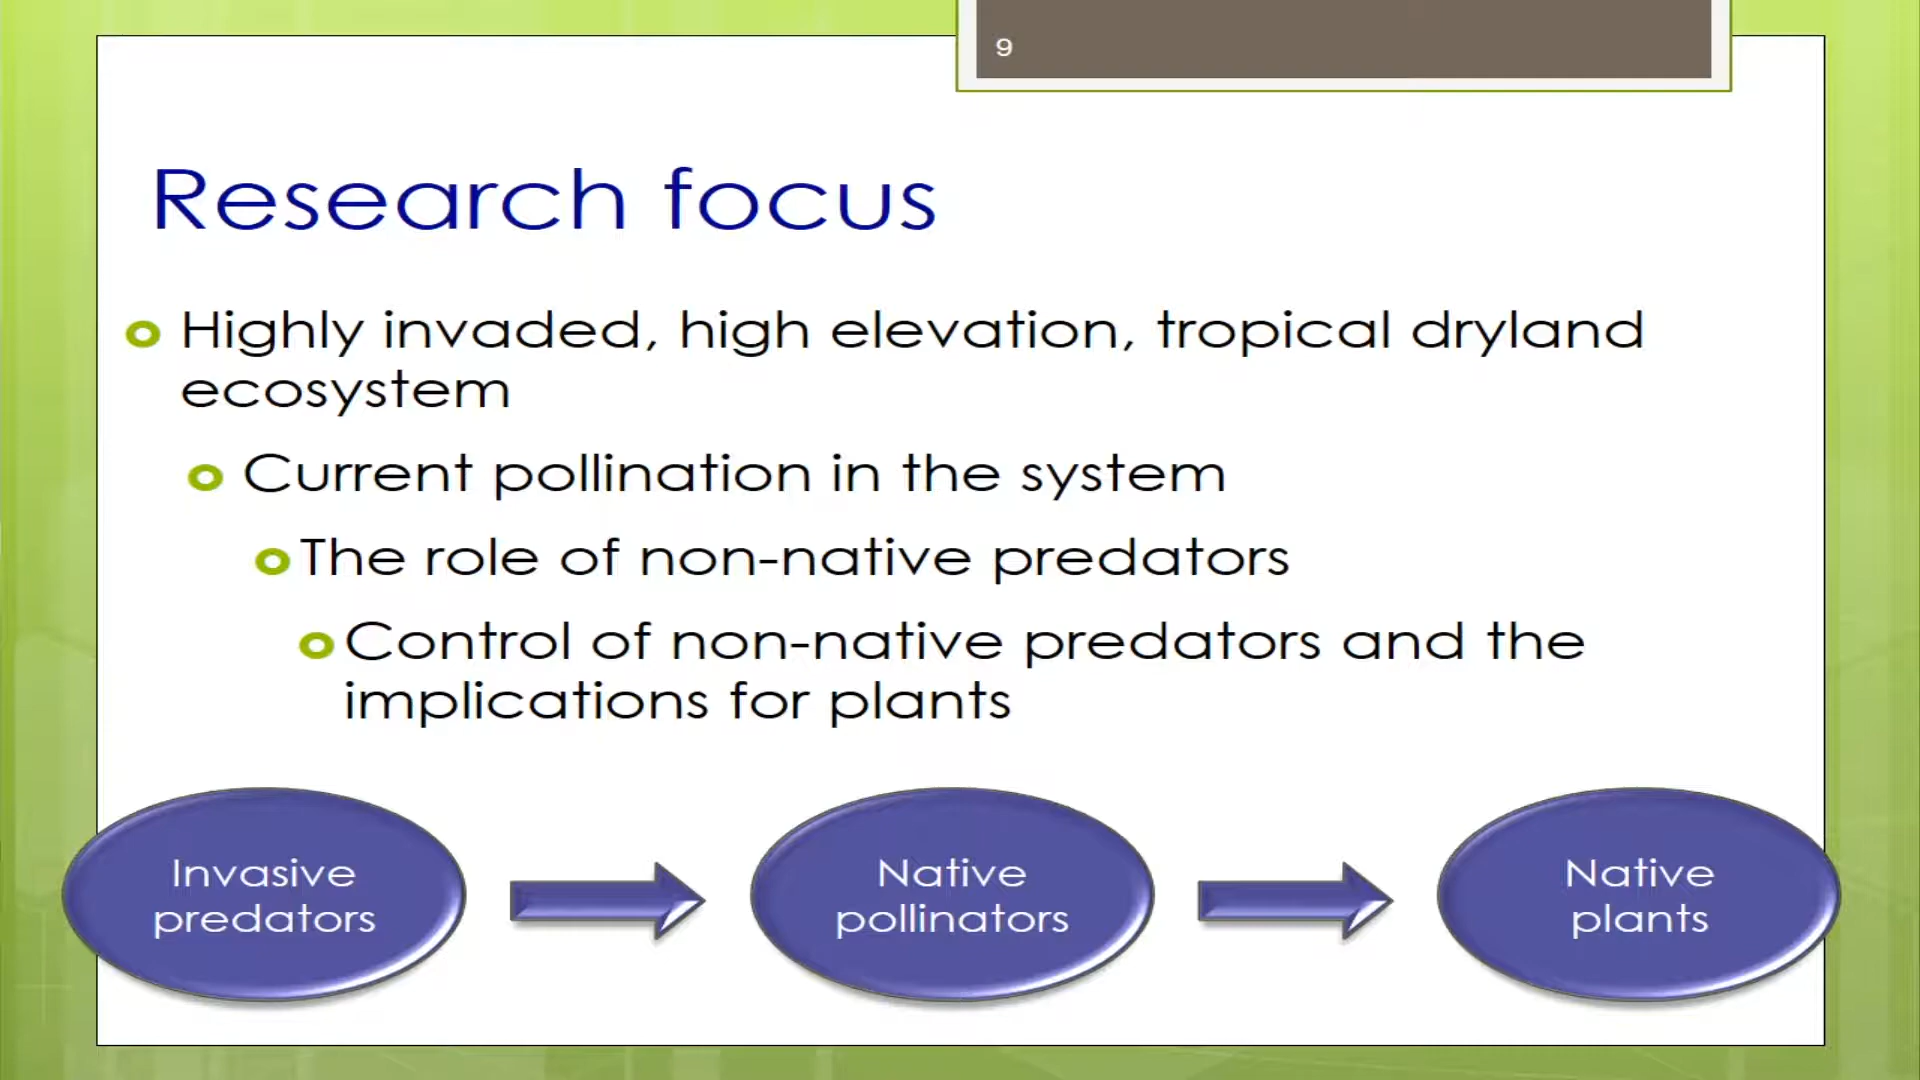 9
Research focus
Highly invaded, high elevation, tropical dryland
ecosystem
Current pollination in the system
The role of non-native predators
Control of non-native predators and the
implications for plants
Invasive
predators
Native
pollinators
Native
plants